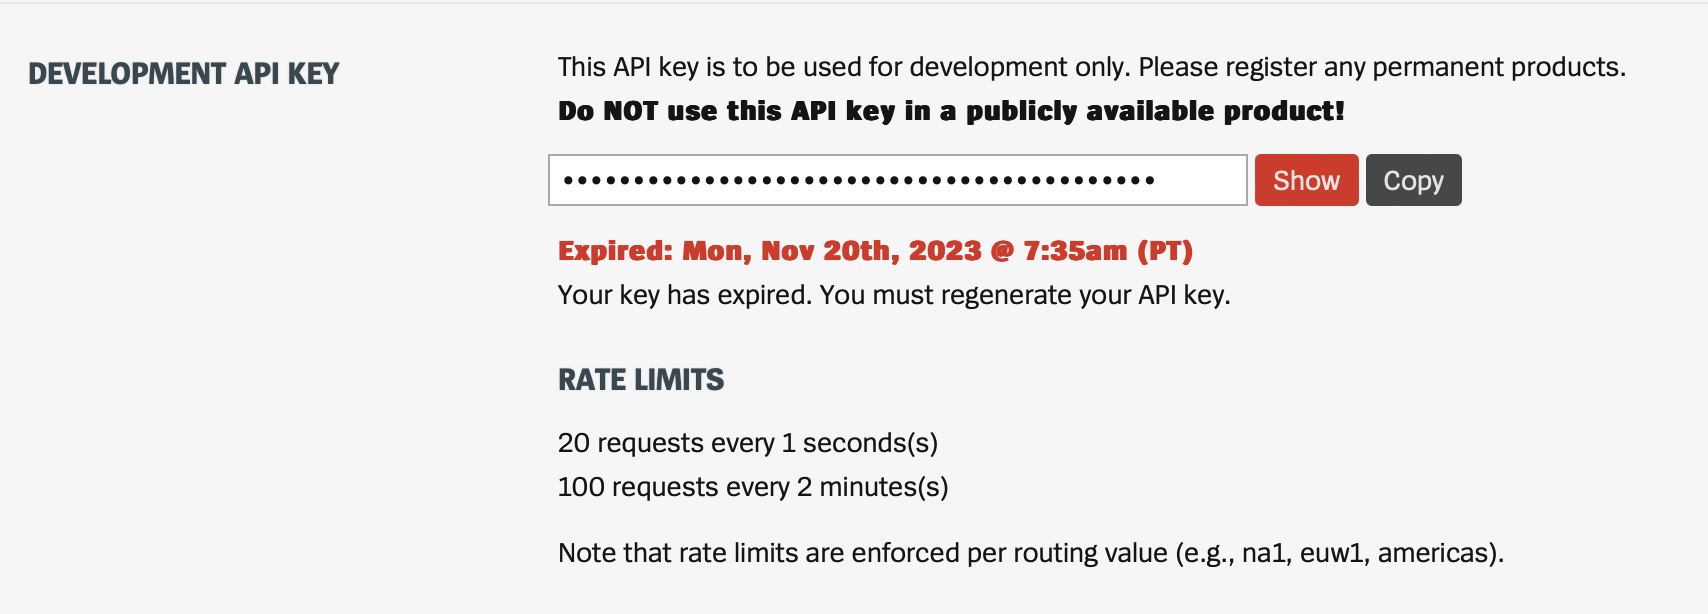 DEVELOPMENT API KEY
This API key is to be used for development only. Please register any permanent products.
Do NOT use this API key in a publicly available product!
••••••••••••••••••••••••••••••••••••••••••
Show
Copy
Expired: Mon, Nov 20th, 2023 @ 7:35am (PT)
Your key has expired. You must regenerate your API key.
RATE LIMITS
20 requests every 1 seconds(s)
100 requests every 2 minutes(s)
Note that rate limits are enforced per routing value (e.g., na1, euw1, americas).